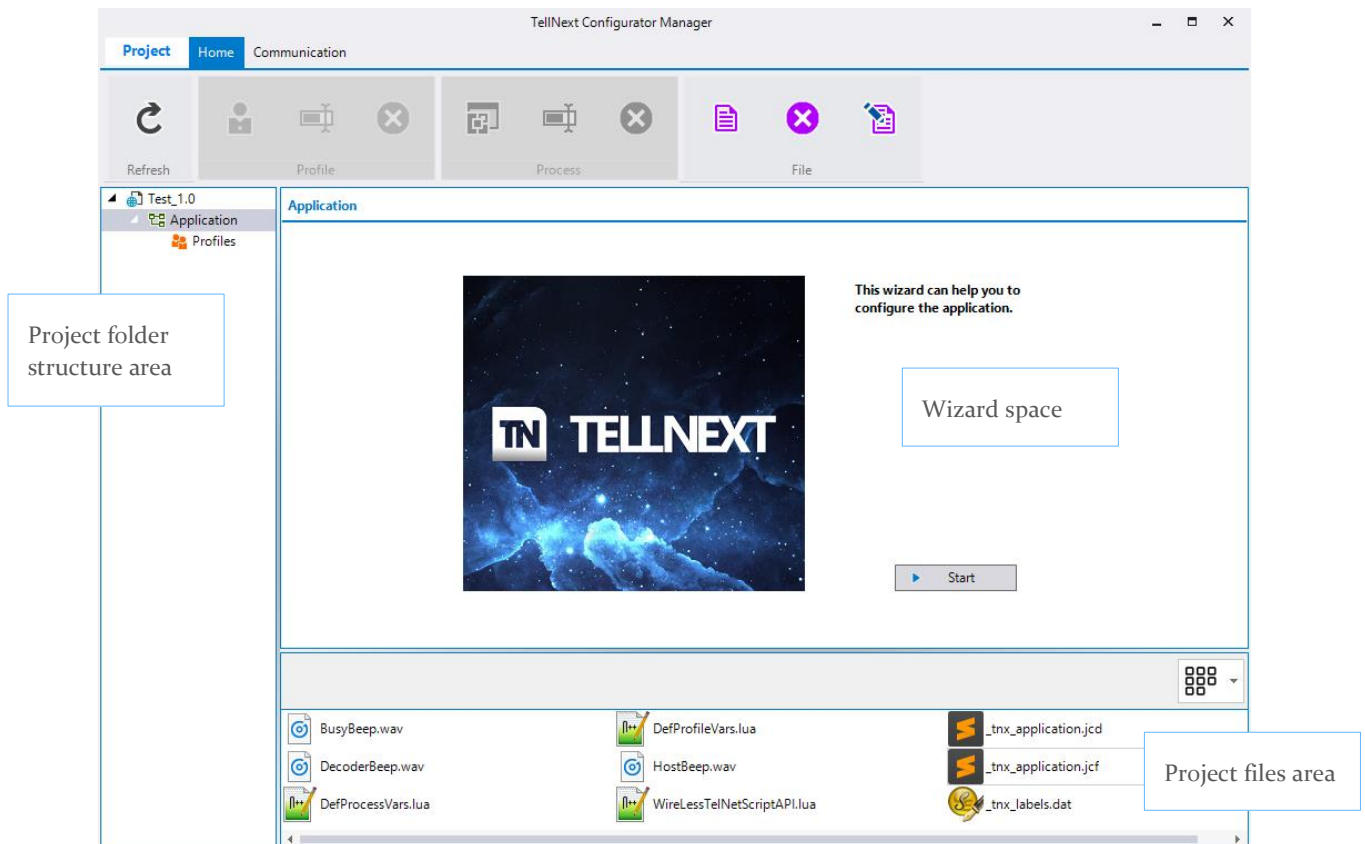 TellNext Configurator Manager
Project Home Communication
Refresh Profile Process File
Test_1.0
Application
Profiles
Application
Project folder
structure area
This wizard can help you to
configure the application.
Wizard space
TN TELLNEXT
Start
BusyBeep.wav DefProfileVars.lua _tnx_application.jcd
DecoderBeep.wav HostBeep.wav _tnx_application.jcf
DefProcessVars.lua WireLessTelNetScriptAPI.lua _tnx_labels.dat
Project files area